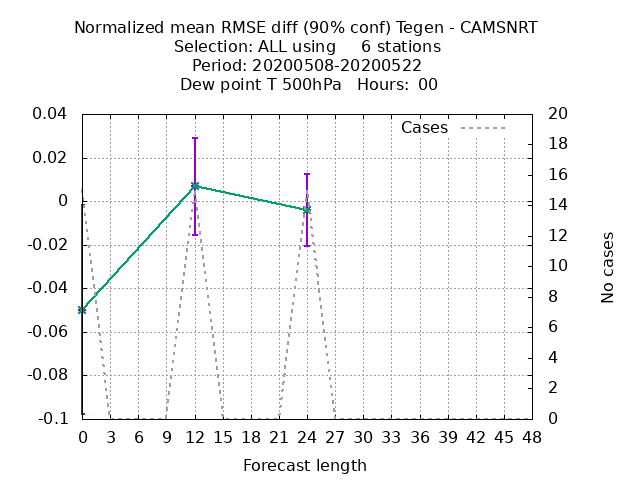 Normalized mean RMSE diff (90% conf) Tegen - CAMSNRT
Selection: ALL using     6 stations
Period: 20200508-20200522
Dew point T 500hPa   Hours:  00
Cases
0.04
0.02
0
-0.02
-0.04
-0.06
-0.08
-0.1
20
18
16
14
12
10
8
6
4
2
0
No cases
0 3 6 9 12 15 18 21 24 27 30 33 36 39 42 45 48
Forecast length